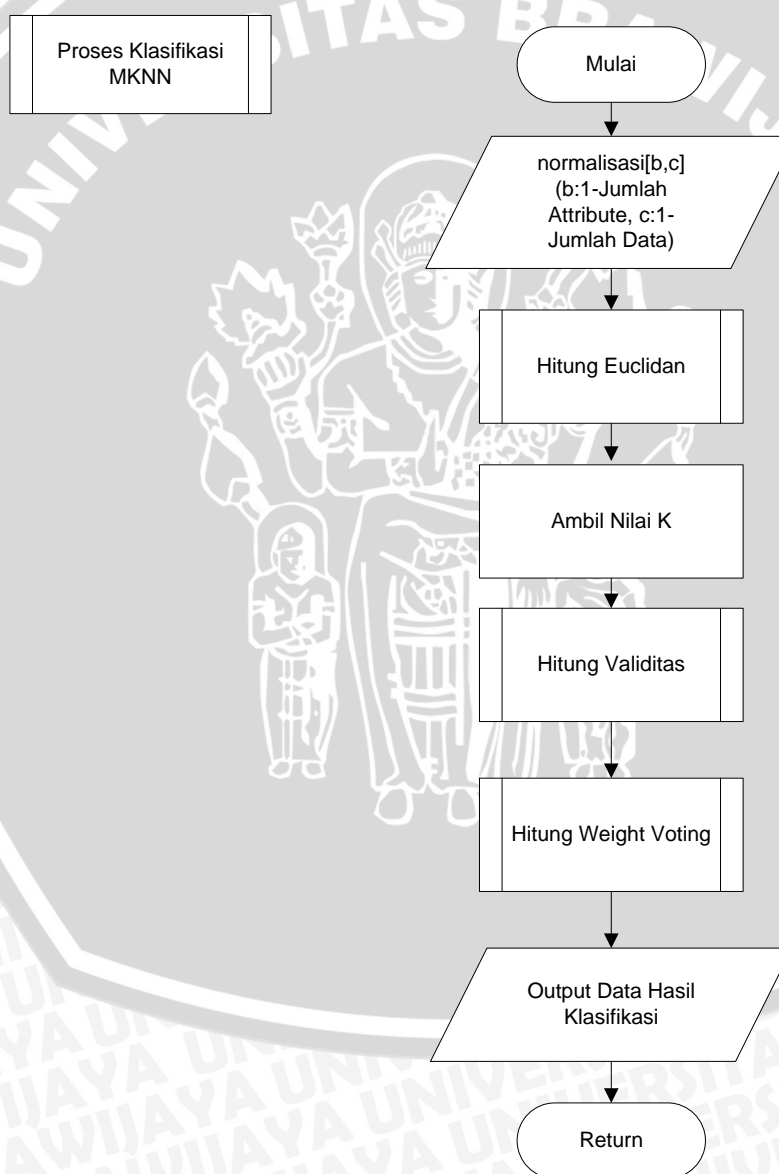 Proses Klasifikasi
MKNN
Mulai
normalisasi[b,c]
(b:1-Jumlah
Attribute, c:1-
Jumlah Data)
Hitung Euclidan
Ambil Nilai K
Hitung Validitas
Hitung Weight Voting
Output Data Hasil
Klasifikasi
Return